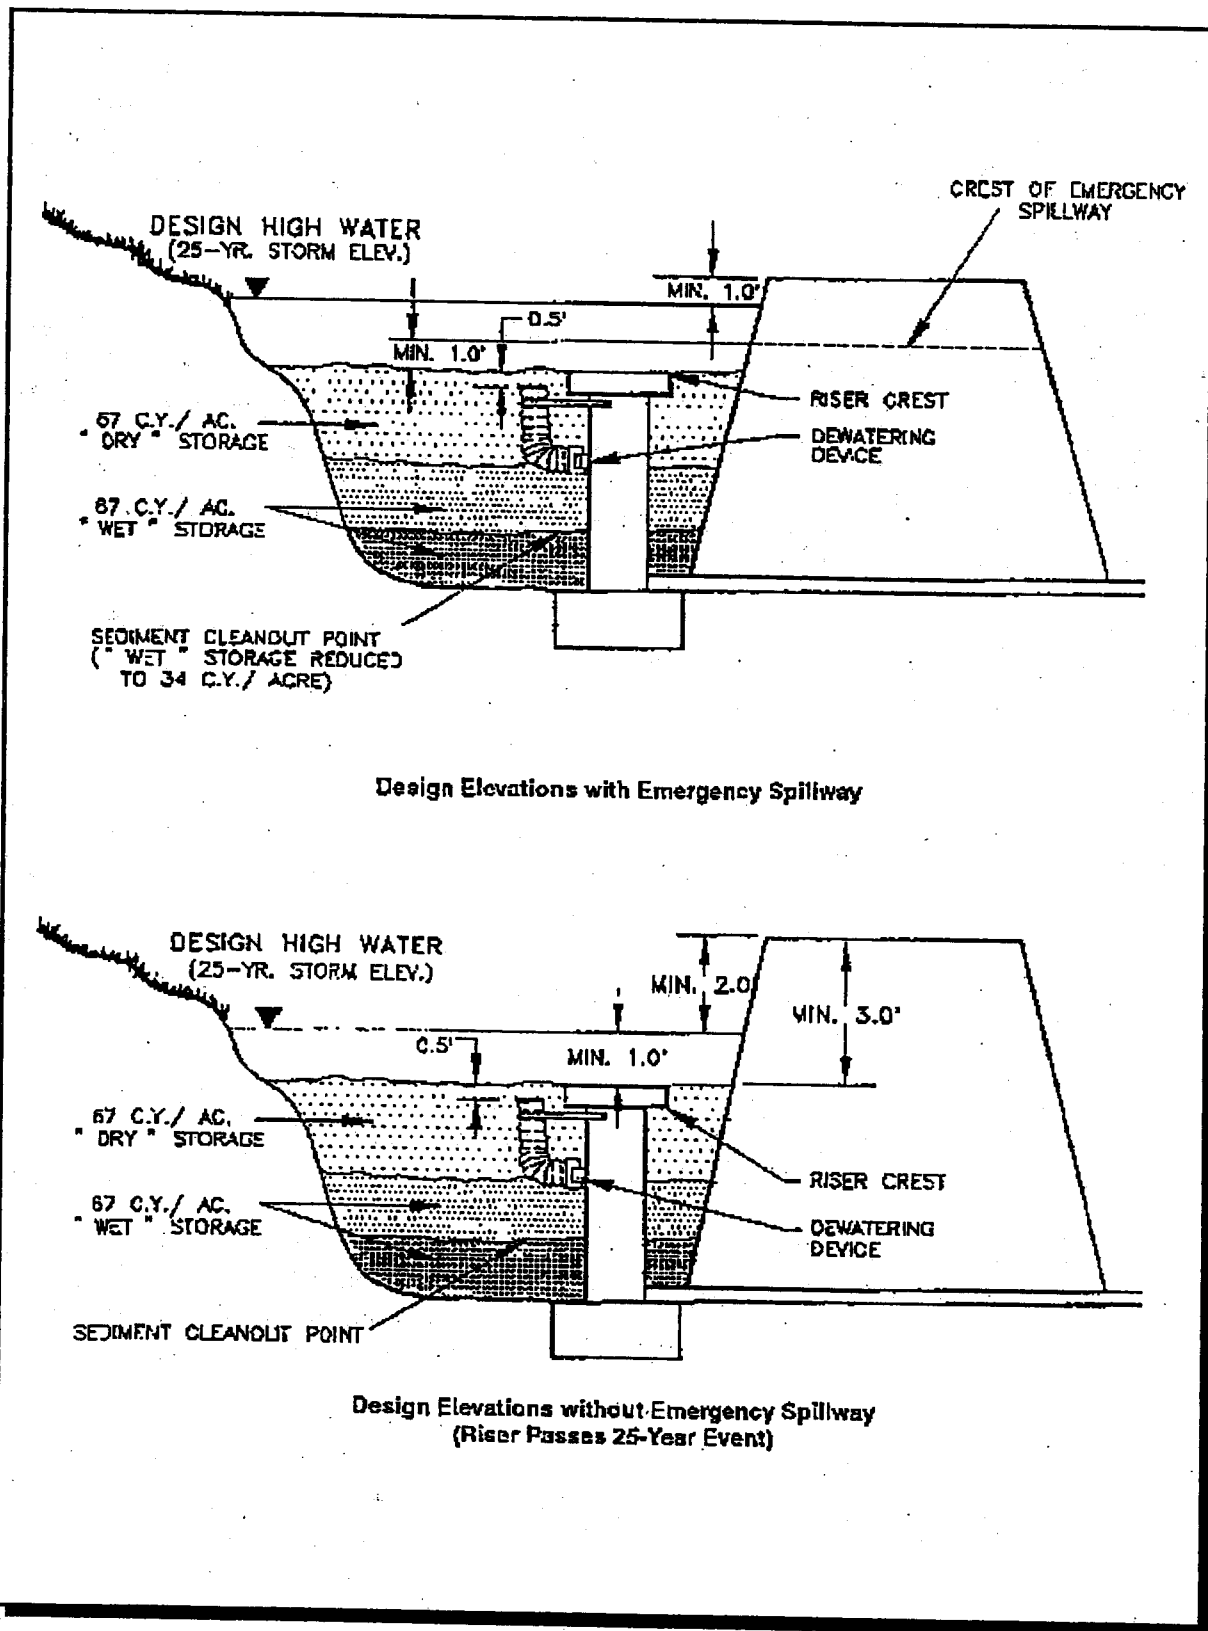 CREST OF EMERGENCY
SPILLWAY
DESIGN HIGH WATER
(25-YR. STORM ELEV.)
MIN. 1.0'
0.5'
MIN. 1.0'
67 C.Y./ AC.
" DRY " STORAGE
RISER CREST
DEWATERING
DEVICE
67 C.Y./ AC.
" WET " STORAGE
SEDIMENT CLEANOUT POINT
(" WET " STORAGE REDUCED
TO 34 C.Y./ ACRE)
Design Elevations with Emergency Spillway
DESIGN HIGH WATER
(25-YR. STORM ELEV.)
MIN. 2.0
MIN. 3.0'
0.5'
MIN. 1.0'
67 C.Y./ AC.
" DRY " STORAGE
RISER CREST
67 C.Y./ AC.
" WET " STORAGE
DEWATERING
DEVICE
SEDIMENT CLEANOUT POINT
Design Elevations without Emergency Spillway
(Riser Passes 25-Year Event)